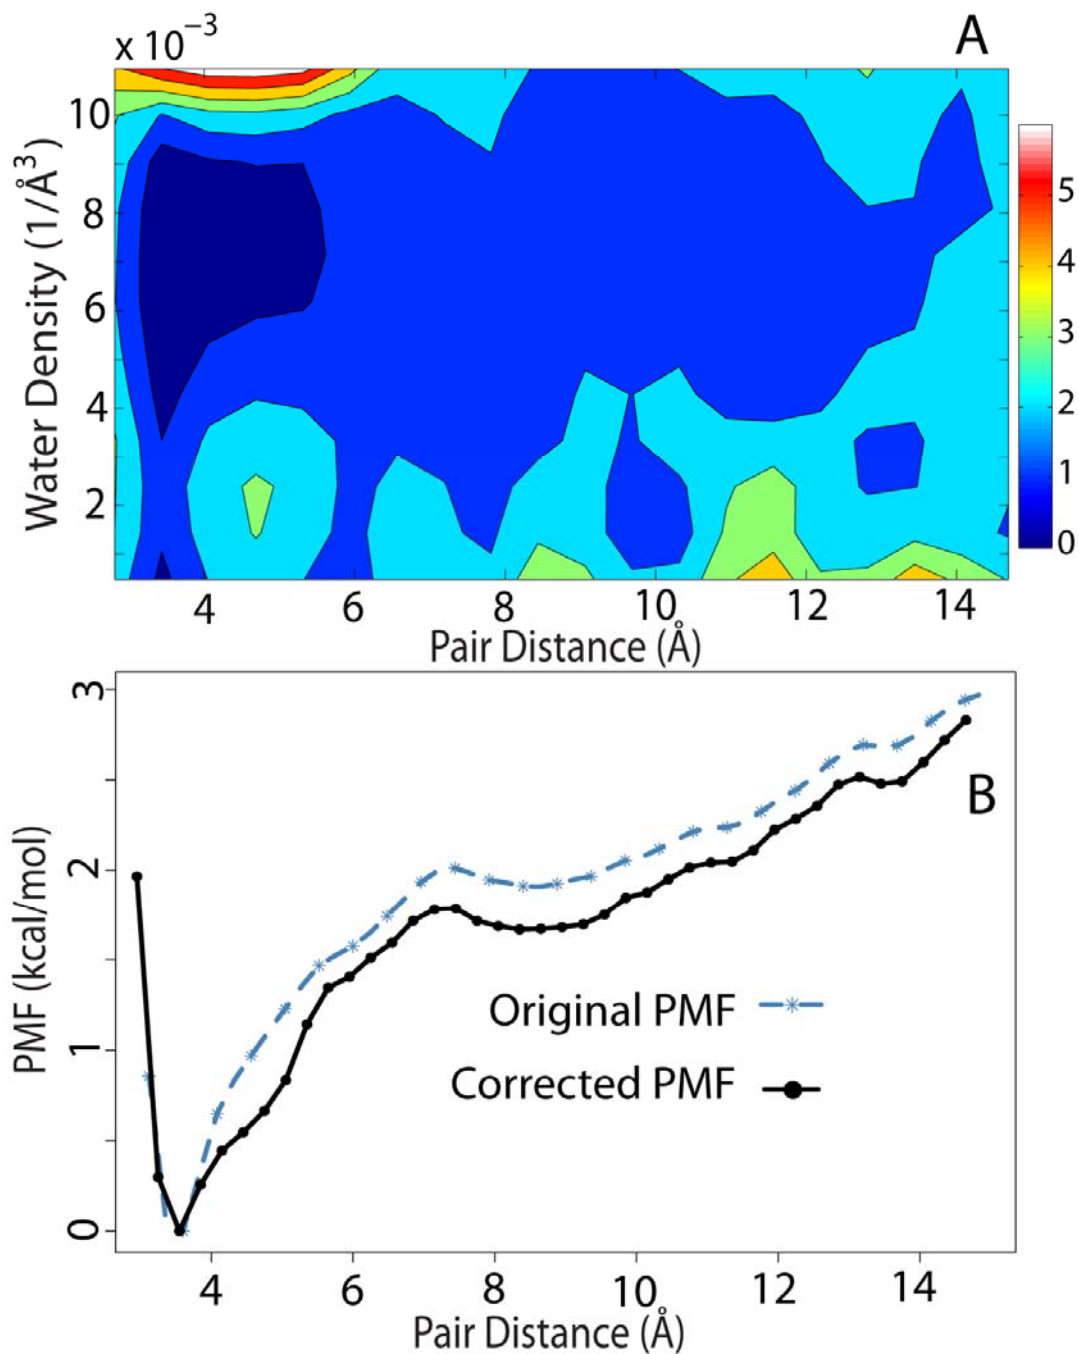 x 10⁻³
A
10
8
6
4
2
Water Density (1/Å³)
5
4
3
2
1
0
4 6 8 10 12 14
Pair Distance (Å)
3
2
1
0
PMF (kcal/mol)
B
Original PMF
Corrected PMF
4 6 8 10 12 14
Pair Distance (Å)